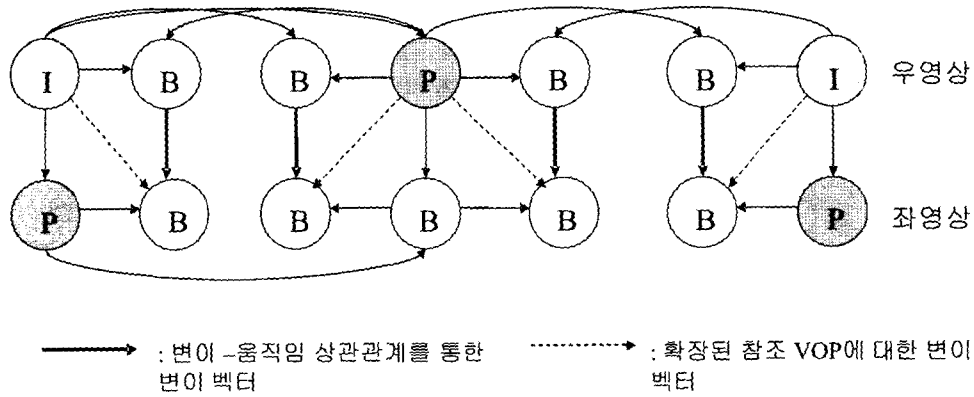 I B B P B B I 우영상
P B B B B B P 좌영상
: 변이 –움직임 상관관계를 통한
변이 벡터
: 확장된 참조 VOP에 대한 변이
벡터